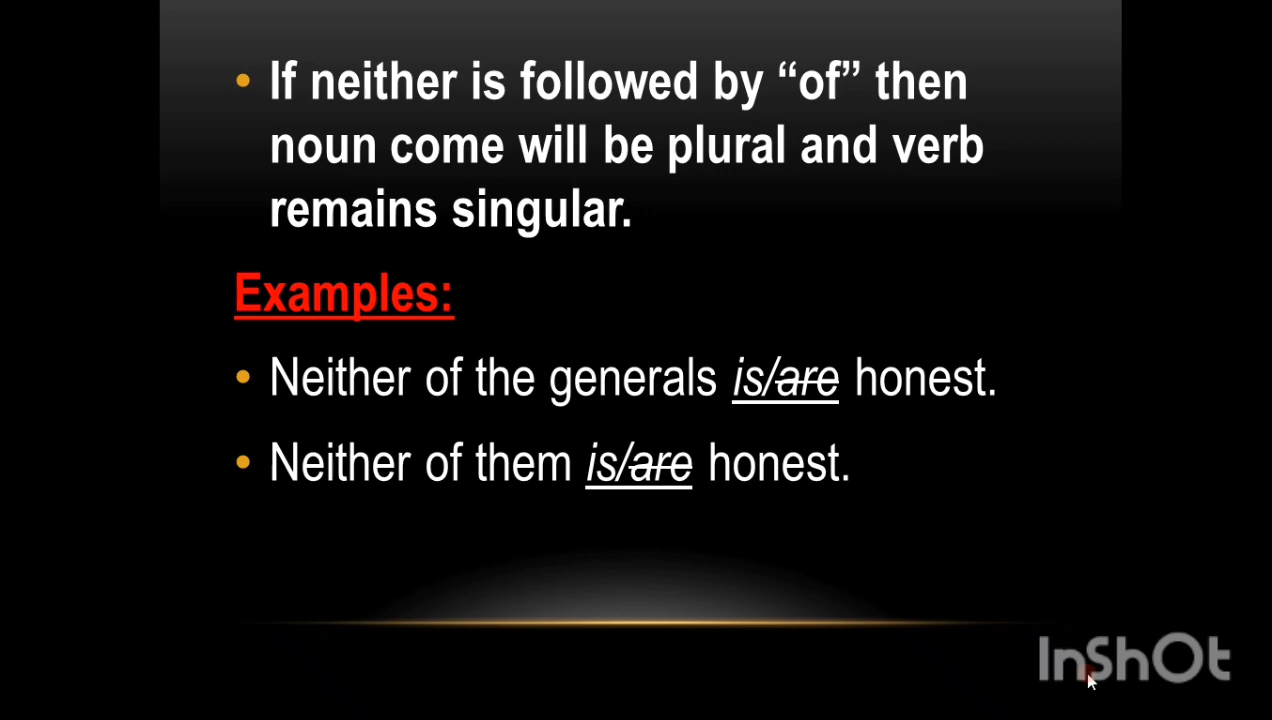 • If neither is followed by “of” then
noun come will be plural and verb
remains singular.
Examples:
• Neither of the generals is/are honest.
• Neither of them is/are honest.
InShOt